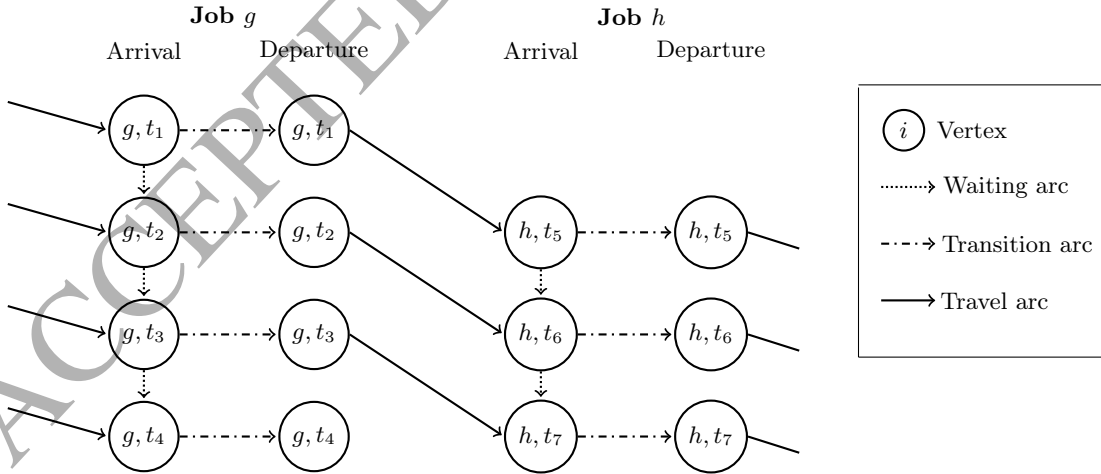 Job g Job h
Arrival Departure Arrival Departure
g, t₁ g, t₁
g, t₂ g, t₂ h, t₅ h, t₅
g, t₃ g, t₃ h, t₆ h, t₆
g, t₄ g, t₄ h, t₇ h, t₇
i Vertex
Waiting arc
Transition arc
Travel arc
ACCEPTED